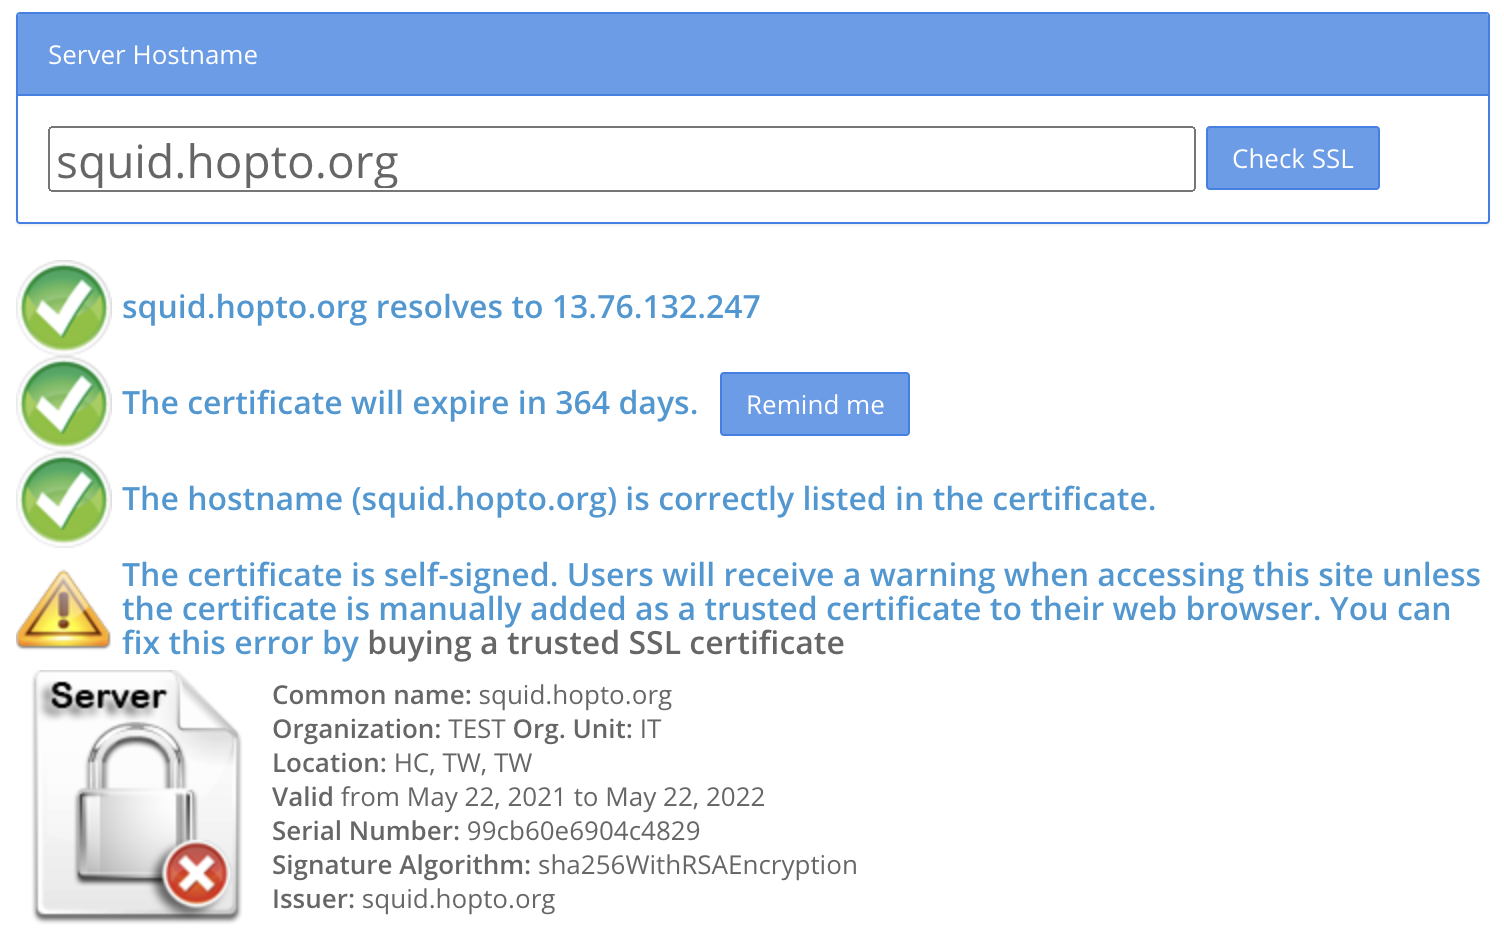 Server Hostname
squid.hopto.org
Check SSL
squid.hopto.org resolves to 13.76.132.247
The certificate will expire in 364 days.
Remind me
The hostname (squid.hopto.org) is correctly listed in the certificate.
The certificate is self-signed. Users will receive a warning when accessing this site unless
the certificate is manually added as a trusted certificate to their web browser. You can
fix this error by buying a trusted SSL certificate
Server
Common name: squid.hopto.org
Organization: TEST Org. Unit: IT
Location: HC, TW, TW
Valid from May 22, 2021 to May 22, 2022
Serial Number: 99cb60e6904c4829
Signature Algorithm: sha256WithRSAEncryption
Issuer: squid.hopto.org